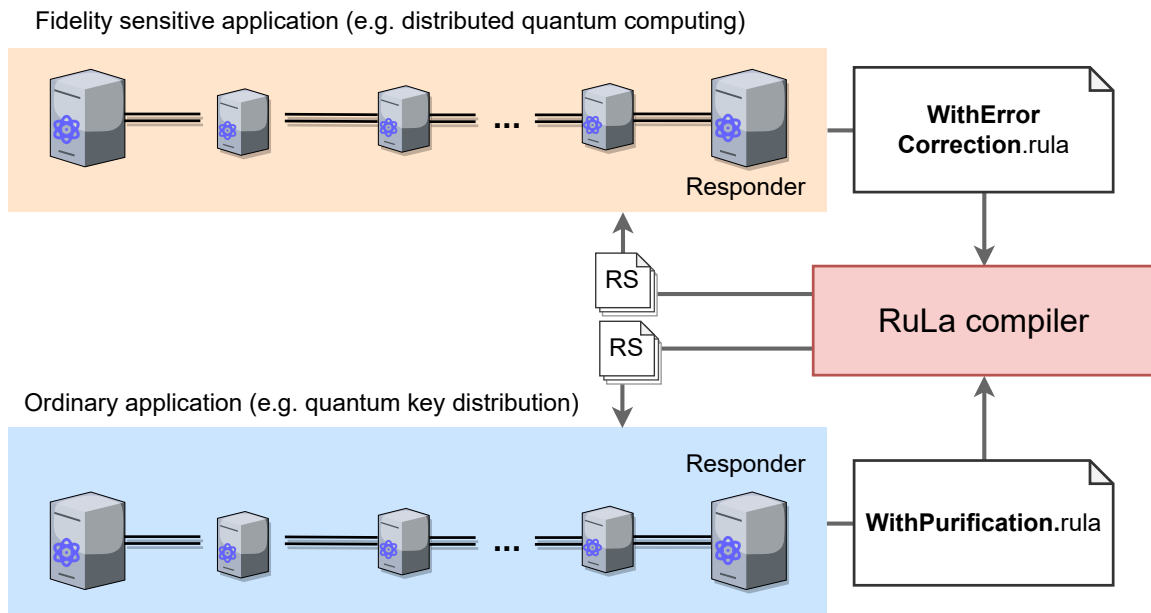 Fidelity sensitive application (e.g. distributed quantum computing)
...
Responder
WithError
Correction.rula
RS
RS
RuLa compiler
Ordinary application (e.g. quantum key distribution)
Responder
...
WithPurification.rula